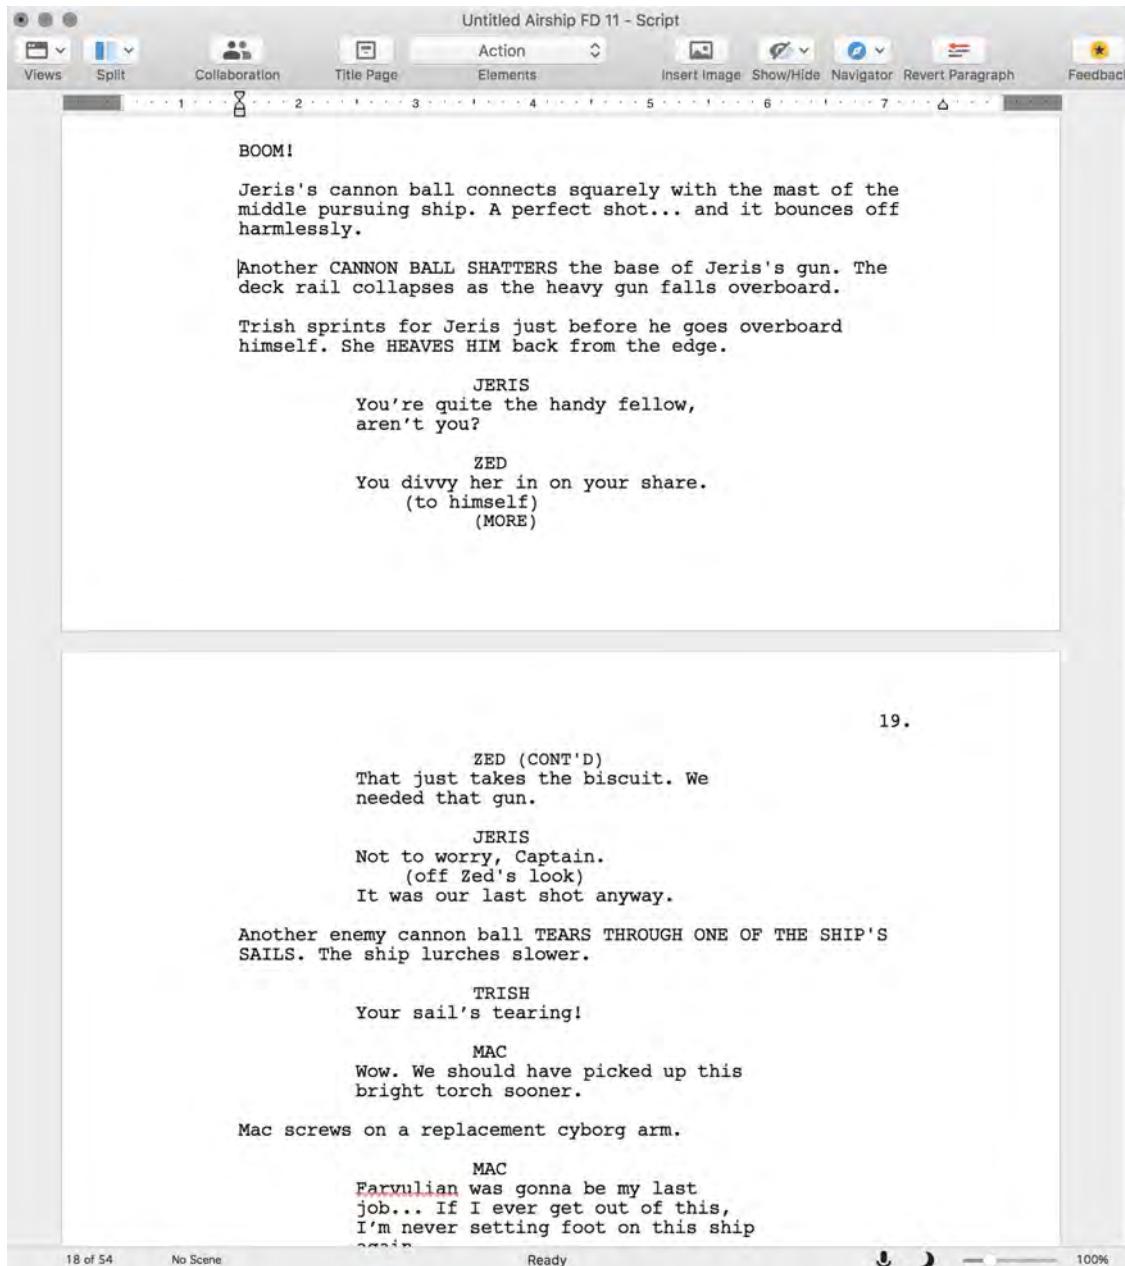 Untitled Airship FD 11 - Script
Action
Views Split Collaboration Title Page Elements Insert Image Show/Hide Navigator Revert Paragraph Feedbac
1 2 3 4 5 6 7
BOOM!
Jeris's cannon ball connects squarely with the mast of the
middle pursuing ship. A perfect shot... and it bounces off
harmlessly.
Another CANNON BALL SHATTERS the base of Jeris's gun. The
deck rail collapses as the heavy gun falls overboard.
Trish sprints for Jeris just before he goes overboard
himself. She HEAVES HIM back from the edge.
JERIS
You're quite the handy fellow,
aren't you?
ZED
You divvy her in on your share.
(to himself)
(MORE)
19.
ZED (CONT'D)
That just takes the biscuit. We
needed that gun.
JERIS
Not to worry, Captain.
(off Zed's look)
It was our last shot anyway.
Another enemy cannon ball TEARS THROUGH ONE OF THE SHIP'S
SAILS. The ship lurches slower.
TRISH
Your sail's tearing!
MAC
Wow. We should have picked up this
bright torch sooner.
Mac screws on a replacement cyborg arm.
MAC
Farvulian was gonna be my last
job... If I ever get out of this,
I'm never setting foot on this ship
18 of 54 No Scene Ready 100%